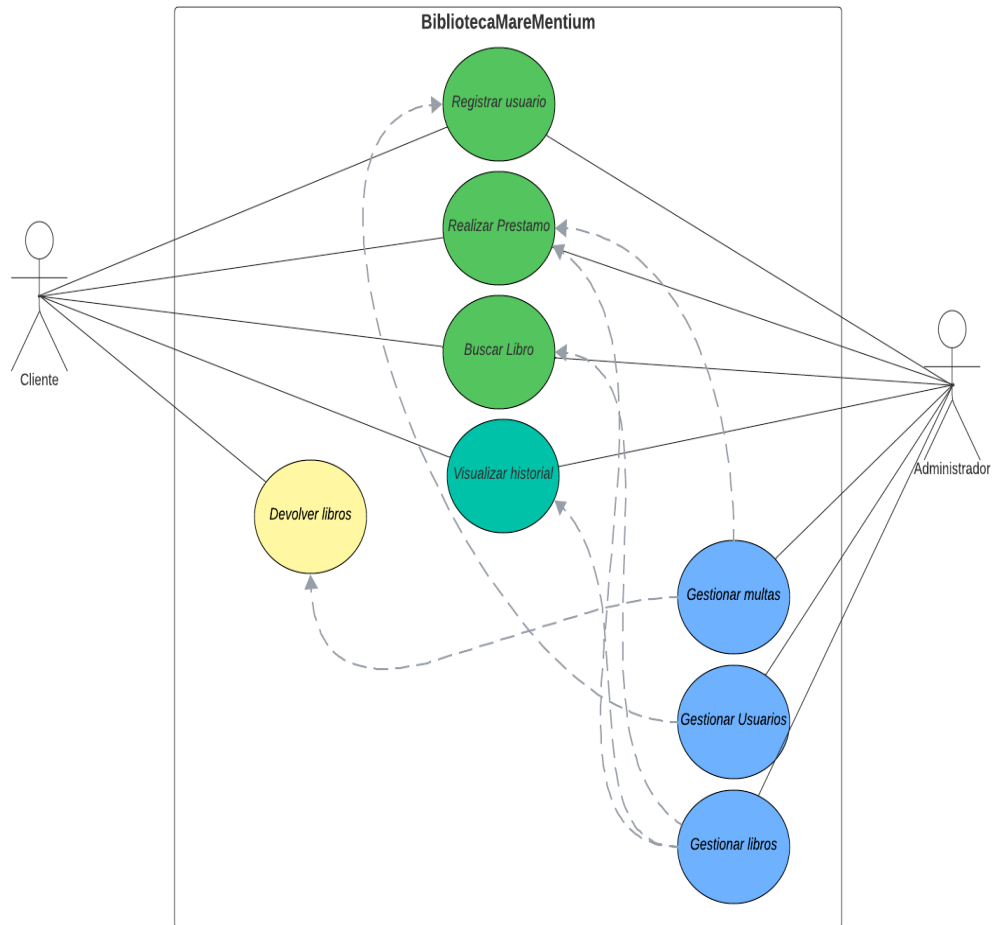 BibliotecaMareMentium
Registrar usuario
Realizar Prestamo
Buscar Libro
Cliente
Visualizar historial
Administrador
Devolver libros
Gestionar multas
Gestionar Usuarios
Gestionar libros